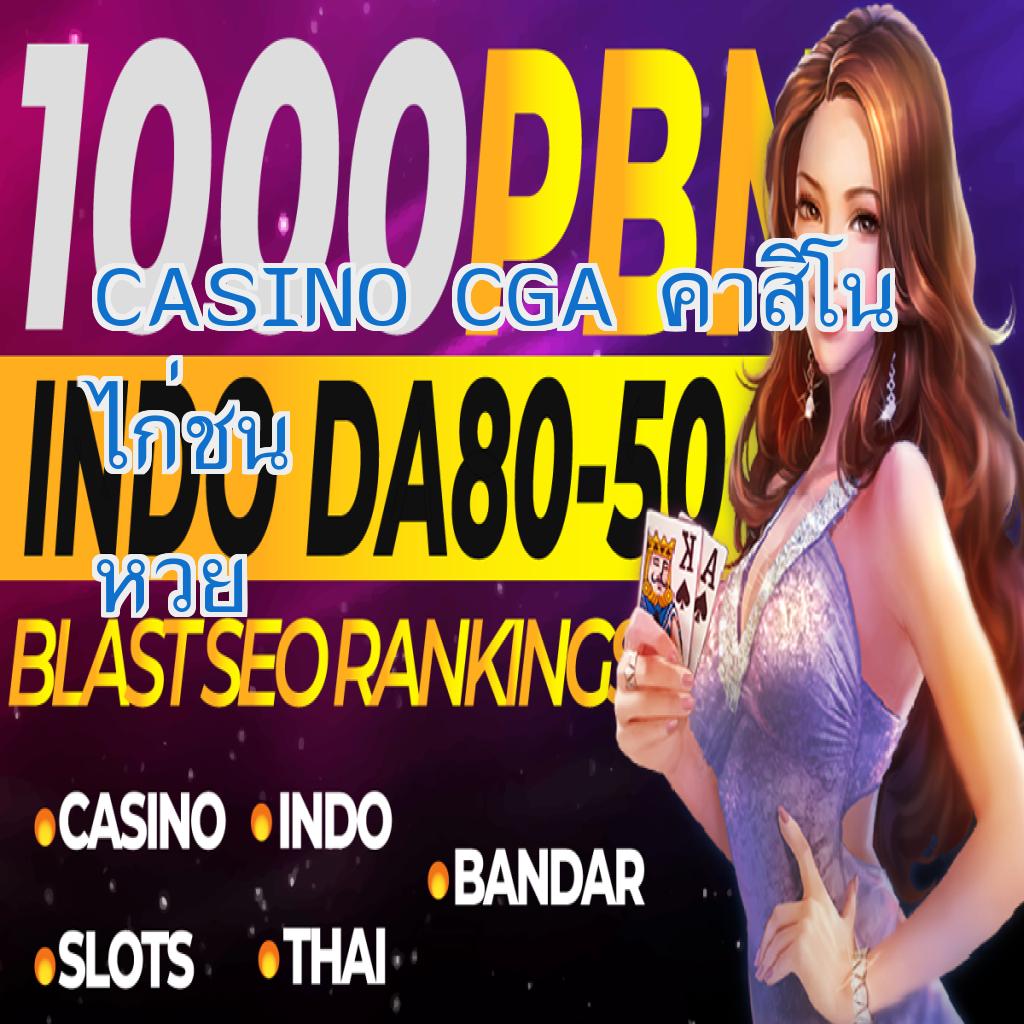 1000PBN
CASINO CGA คาสิโน
INDO DA80-50
ไก่ชน
หวย
BLAST SEO RANKINGS
CASINO
INDO
BANDAR
SLOTS
THAI
K
A